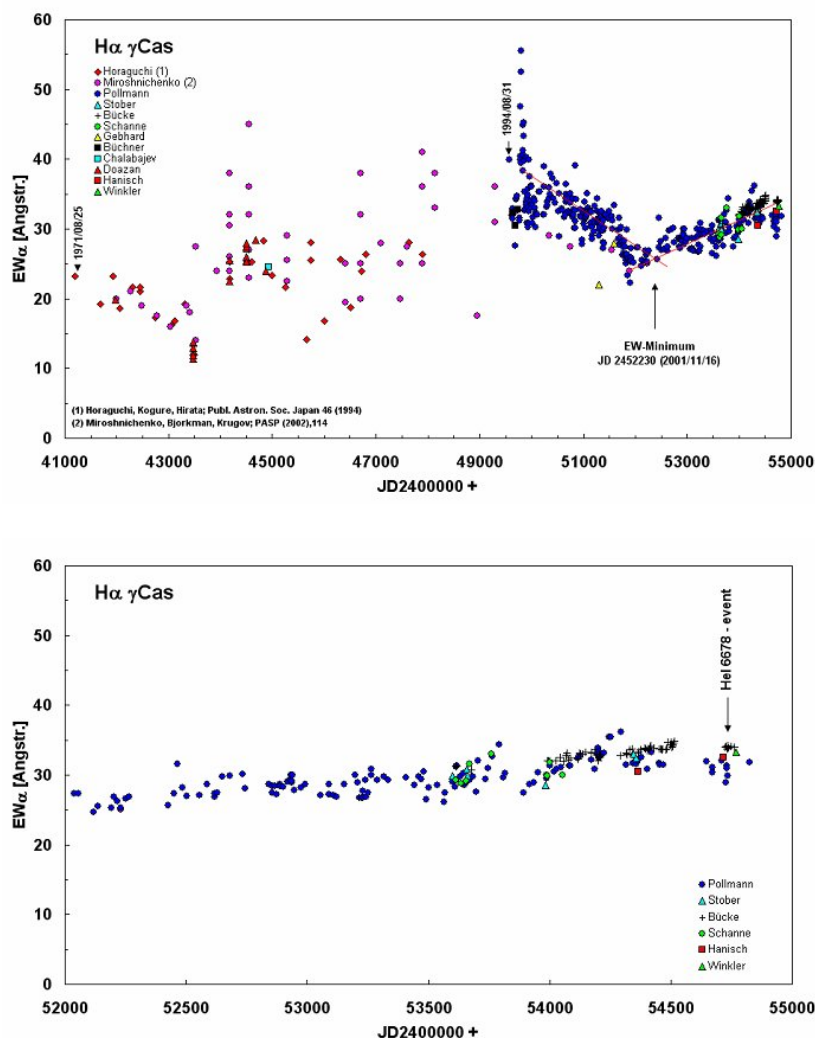 Hα γCas
Horaguchi (1)
Miroshnichenko (2)
Pollmann
Stober
Bücke
Schanne
Gebhard
Büchner
Chalabajev
Doazan
Hanisch
Winkler
1971/08/25
1994/08/31
EW-Minimum
JD 2452230 (2001/11/16)
(1) Horaguchi, Kogure, Hirata; Publ. Astron. Soc. Japan 46 (1994)
(2) Miroshnichenko, Bjorkman, Krugov; PASP (2002),114
EWα [Angstr.]
60
50
40
30
20
10
0
41000 43000 45000 47000 49000 51000 53000 55000
JD2400000 +
Hα γCas
HeI 6678 - event
Pollmann
Stober
Bücke
Schanne
Hanisch
Winkler
EWα [Angstr.]
60
50
40
30
20
10
0
52000 52500 53000 53500 54000 54500 55000
JD2400000 +